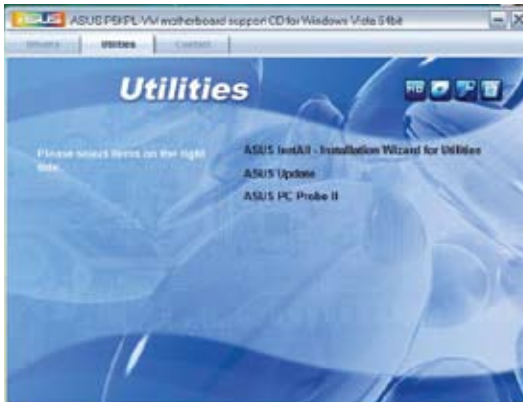 ASUS P5KPL-VM motherboard support CD for Windows Vista 64bit
Drivers Utilities Contact
Utilities
Please select items on the right side.
ASUS InstAll - Installation Wizard for Utilities
ASUS Update
ASUS PC Probe II